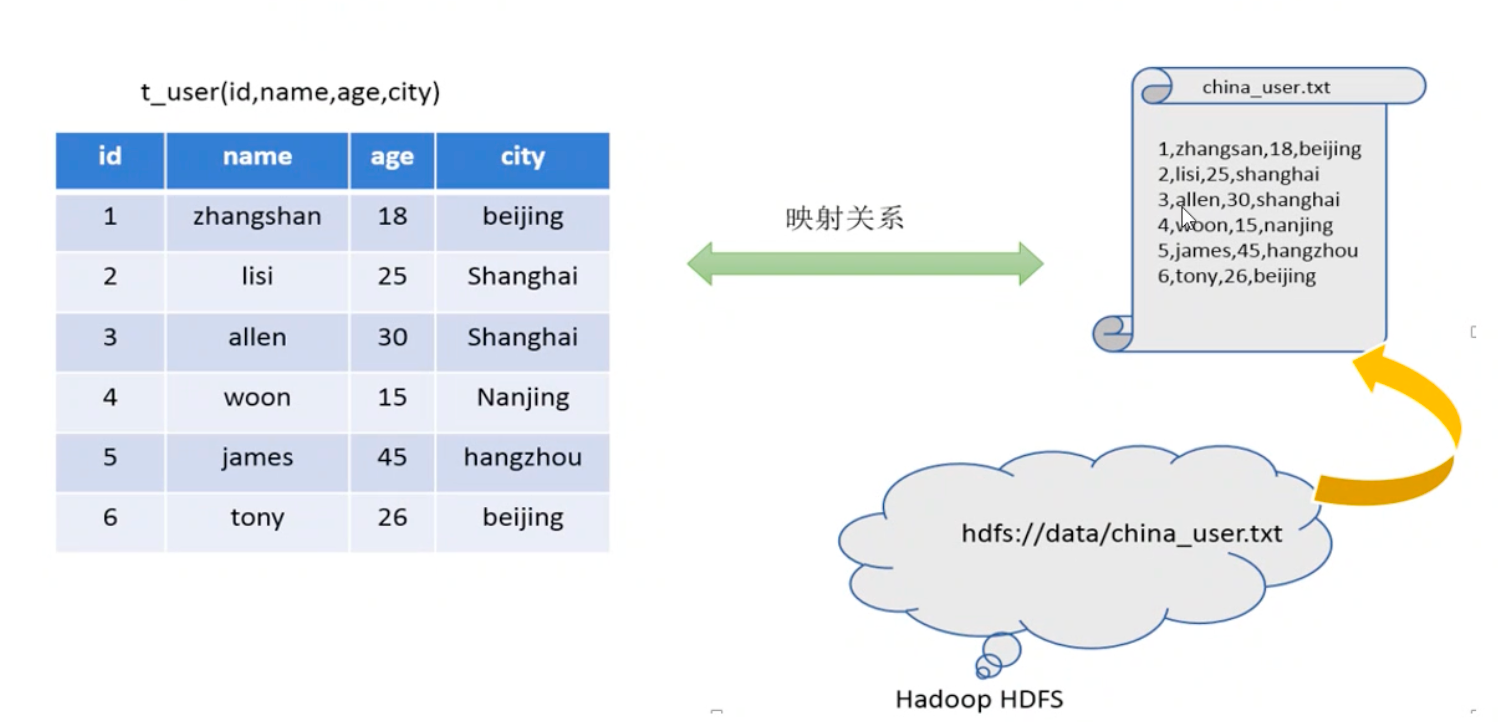 t_user(id,name,age,city)
id name age city
1 zhangshan 18 beijing
2 lisi 25 Shanghai
3 allen 30 Shanghai
4 woon 15 Nanjing
5 james 45 hangzhou
6 tony 26 beijing
映射关系
china_user.txt
1,zhangsan,18,beijing
2,lisi,25,shanghai
3,allen,30,shanghai
4,woon,15,nanjing
5,james,45,hangzhou
6,tony,26,beijing
hdfs://data/china_user.txt
Hadoop HDFS